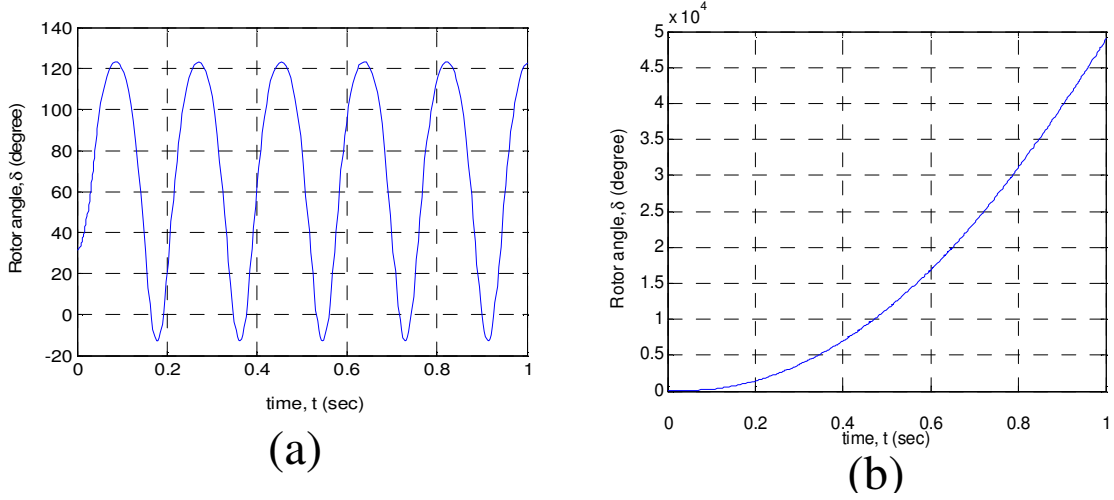 140
120
100
80
60
40
20
0
-20
Rotor angle, δ (degree)
0 0.2 0.4 0.6 0.8 1
time, t (sec)
(a)
x 10^4
5
4.5
4
3.5
3
2.5
2
1.5
1
0.5
0
Rotor angle, δ (degree)
0 0.2 0.4 0.6 0.8 1
time, t (sec)
(b)